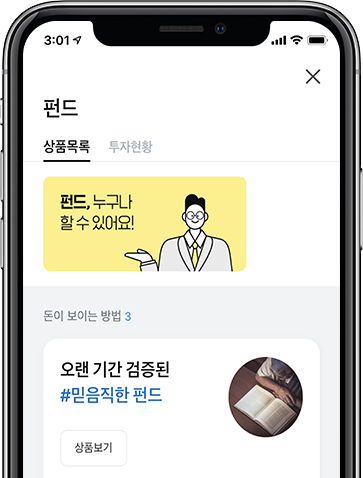 3:01
펀드
상품목록 투자현황
펀드, 누구나
할 수 있어요!
돈이 보이는 방법 3
오랜 기간 검증된
#믿음직한 펀드
상품보기